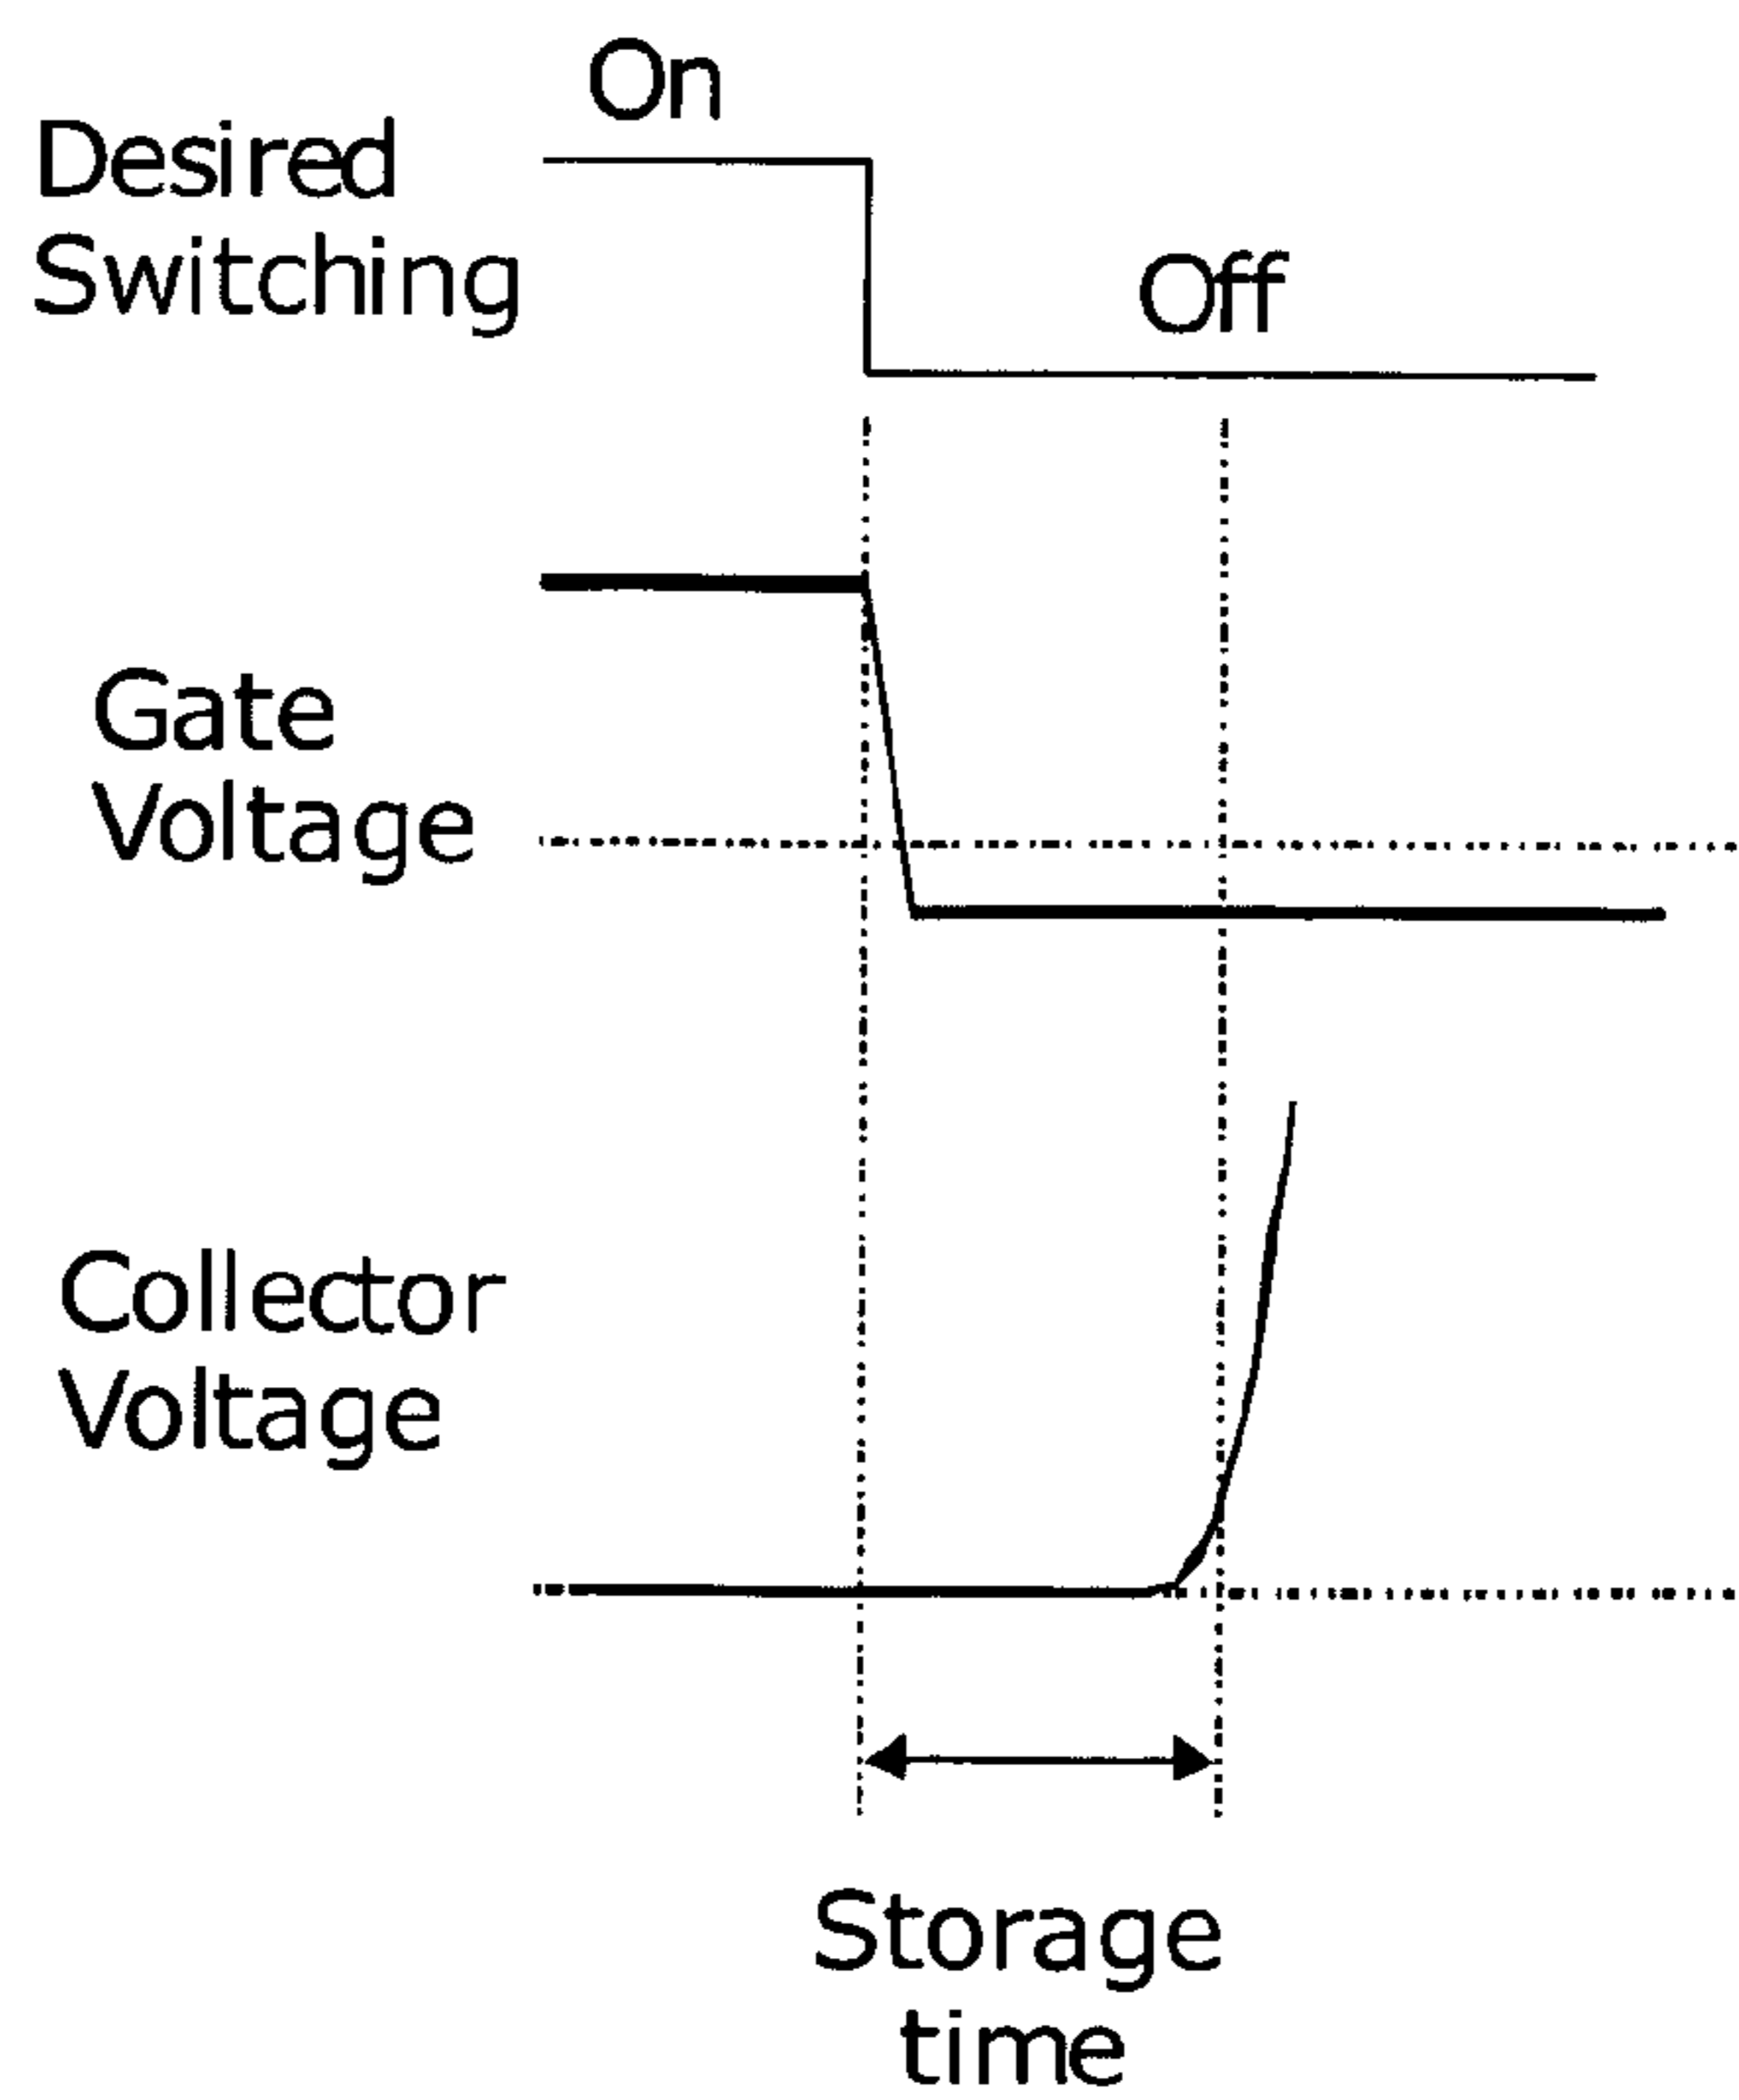 On
Desired
Switching
Off
Gate
Voltage
Collector
Voltage
Storage
time